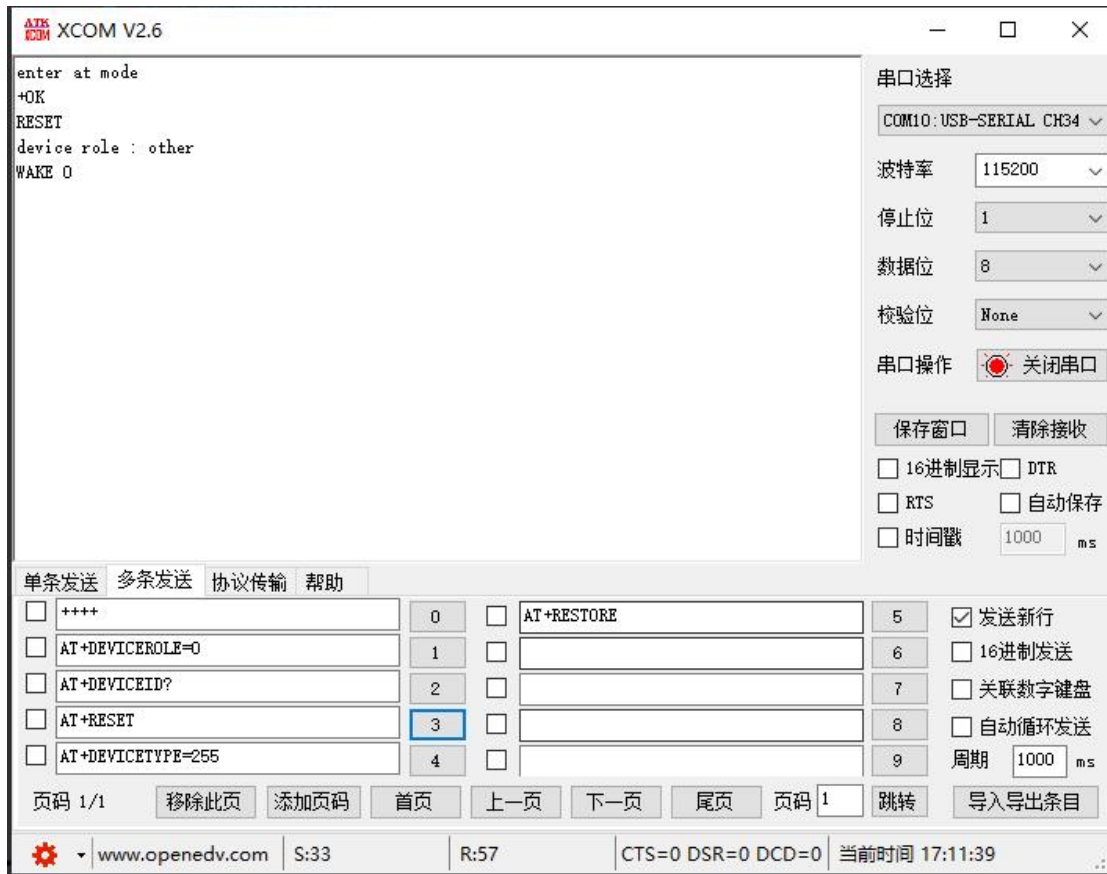 ATK XCOM XCOM V2.6
enter at mode
+OK
RESET
device role : other
WAKE O
串口选择
COM10:USB-SERIAL CH34
波特率 115200
停止位 1
数据位 8
校验位 None
串口操作 关闭串口
保存窗口 清除接收
16进制显示 DTR
RTS 自动保存
时间戳 1000 ms
单条发送 多条发送 协议传输 帮助
++++ 0 AT+RESTORE 5 发送新行
AT+DEVICEROLE=0 1 6 16进制发送
AT+DEVICEID? 2 7 关联数字键盘
AT+RESET 3 8 自动循环发送
AT+DEVICETYPE=255 4 9 周期 1000 ms
页码 1/1 移除此页 添加页码 首页 上一页 下一页 尾页 页码 1 跳转 导入导出条目
www.openedv.com S:33 R:57 CTS=0 DSR=0 DCD=0 当前时间 17:11:39